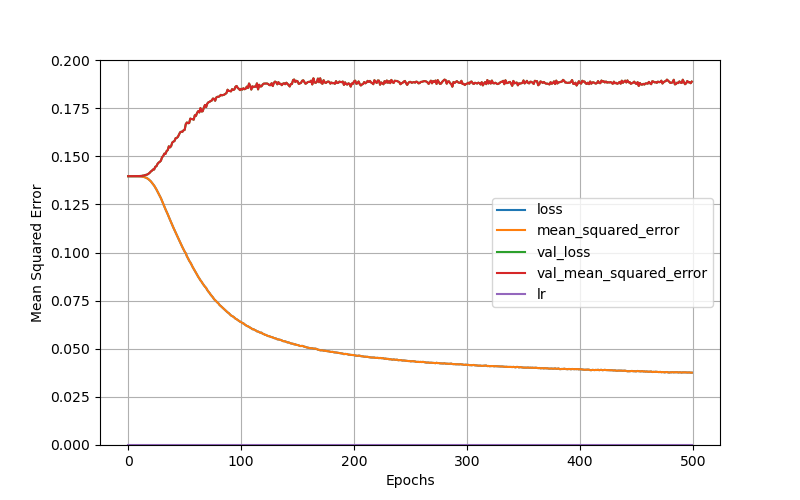 0.200
0.175
0.150
0.125
0.100
0.075
0.050
0.025
0.000
Mean Squared Error
loss
mean_squared_error
val_loss
val_mean_squared_error
lr
0 100 200 300 400 500
Epochs